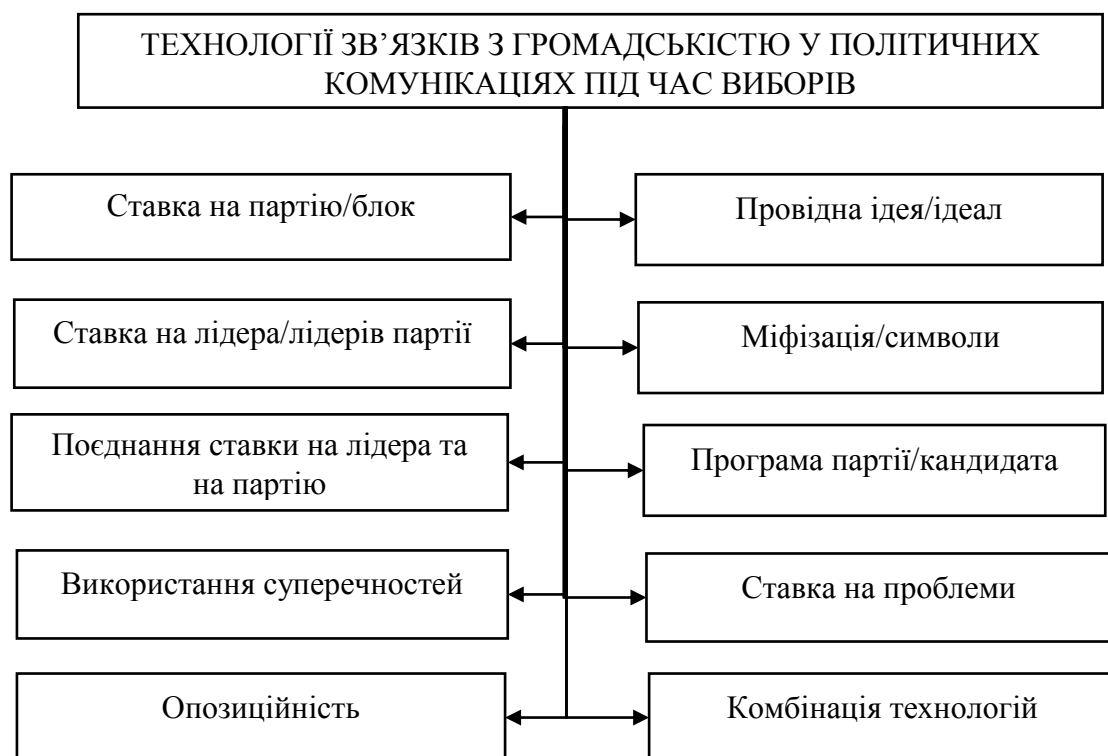 ТЕХНОЛОГІЇ ЗВ’ЯЗКІВ З ГРОМАДСЬКІСТЮ У ПОЛІТИЧНИХ
КОМУНІКАЦІЯХ ПІД ЧАС ВИБОРІВ
Ставка на партію/блок
Провідна ідея/ідеал
Ставка на лідера/лідерів партії
Міфізація/символи
Поєднання ставки на лідера та
на партію
Програма партії/кандидата
Використання суперечностей
Ставка на проблеми
Опозиційність
Комбінація технологій